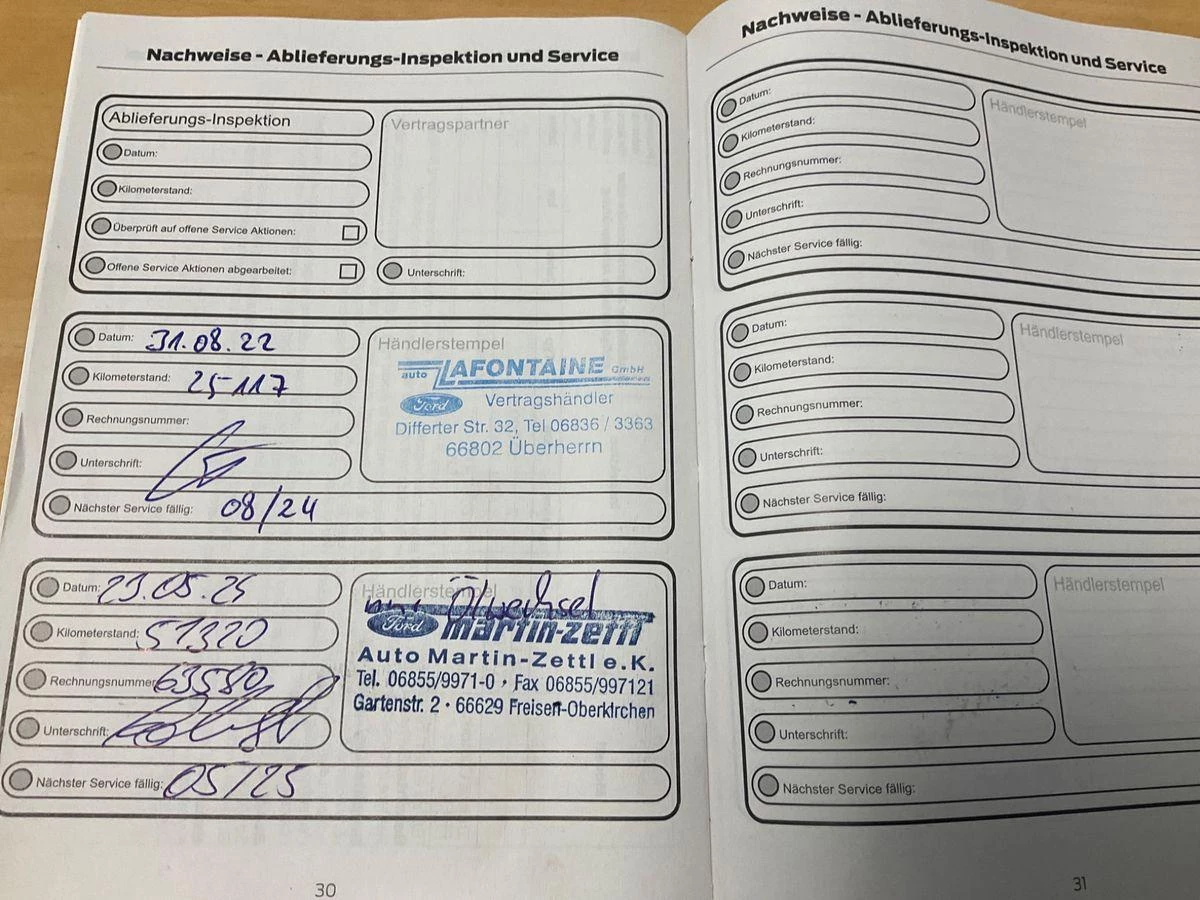 Nachweise - Ablieferungs-Inspektion und Service
Ablieferungs-Inspektion
Datum:
Kilometerstand:
Überprüft auf offene Service Aktionen:
Offene Service Aktionen abgearbeitet:
Vertragspartner
Unterschrift:
Datum: 31.08.22
Kilometerstand: 25117
Rechnungsnummer:
Unterschrift:
Nächster Service fällig: 08/24
Händlerstempel
auto LAFONTAINE GmbH
Ford Vertragshändler
Differter Str. 32, Tel 06836 / 3363
66802 Überherrn
Datum: 23.05.24
Kilometerstand: 51320
Rechnungsnummer: 63580
Unterschrift:
Nächster Service fällig: 05/25
Händlerstempel
Ölwechsel
Ford martin-zettl
Auto Martin-Zettl e.K.
Tel. 06855/9971-0 · Fax 06855/997121
Gartenstr. 2 · 66629 Freisen-Oberkirchen
30
Nachweise - Ablieferungs-Inspektion und Service
Datum:
Kilometerstand:
Rechnungsnummer:
Unterschrift:
Nächster Service fällig:
Händlerstempel
Datum:
Kilometerstand:
Rechnungsnummer:
Unterschrift:
Nächster Service fällig:
Händlerstempel
Datum:
Kilometerstand:
Rechnungsnummer:
Unterschrift:
Nächster Service fällig:
Händlerstempel
31